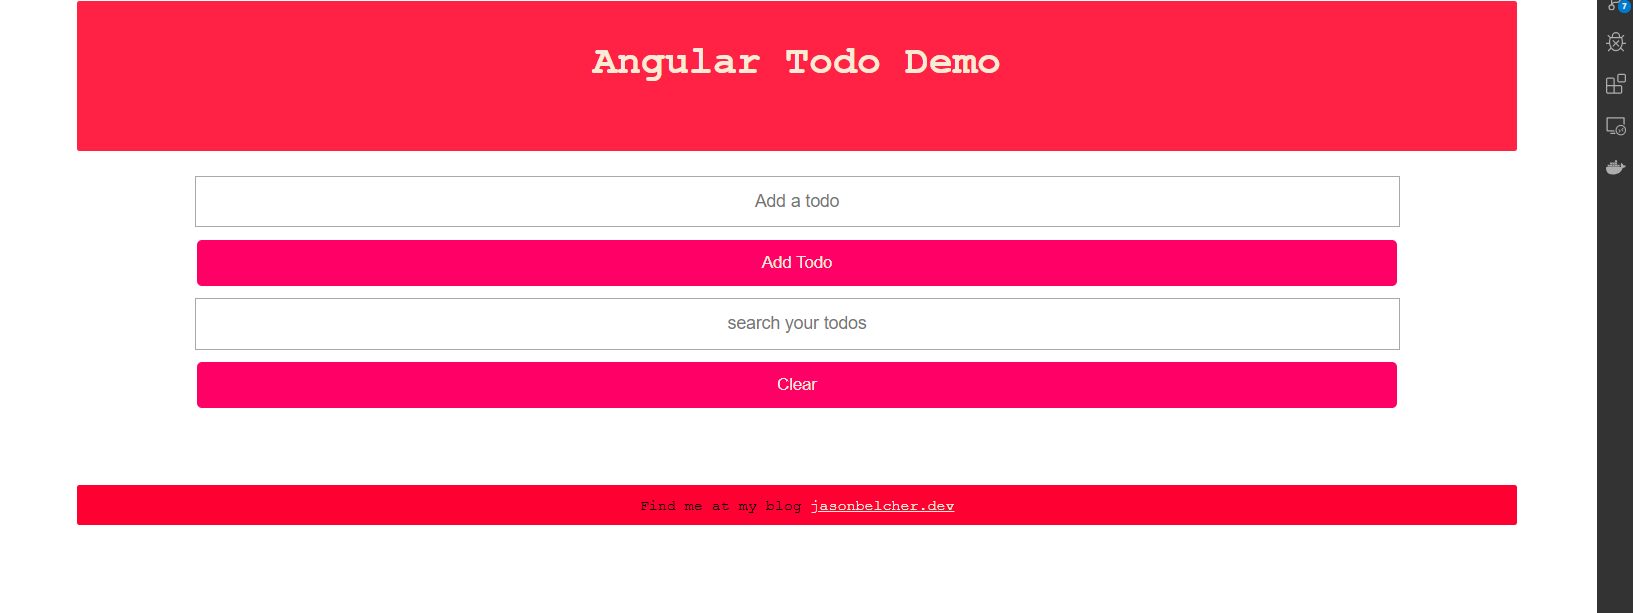 Angular Todo Demo
7
Add a todo
Add Todo
search your todos
Clear
Find me at my blog jasonbelcher.dev